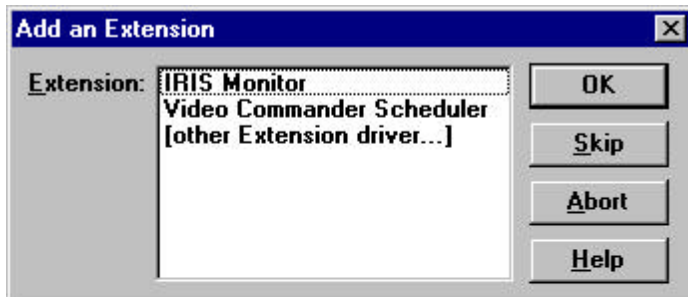 Add an Extension
Extension:
IRIS Monitor
Video Commander Scheduler
[other Extension driver...]
OK
Skip
Abort
Help